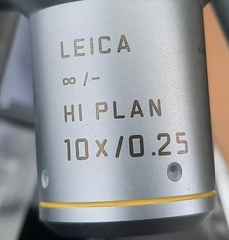 LEICA
∞/-
HI PLAN
10x/0.25